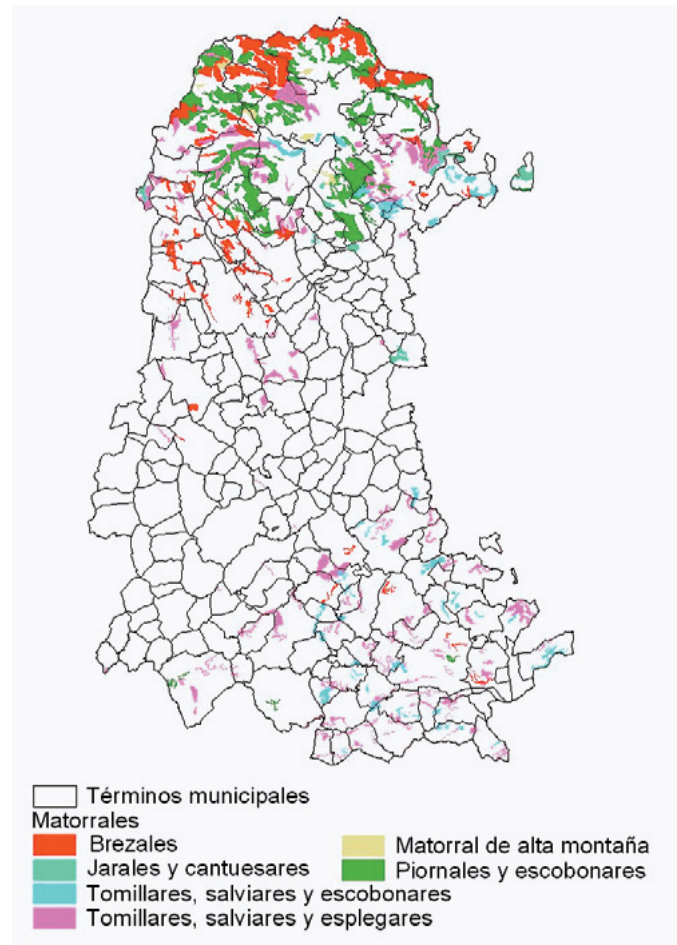 Términos municipales
Matorrales
Brezales
Jarales y cantuesares
Tomillares, salviares y escobonares
Tomillares, salviares y esplegares
Matorral de alta montaña
Piornales y escobonares